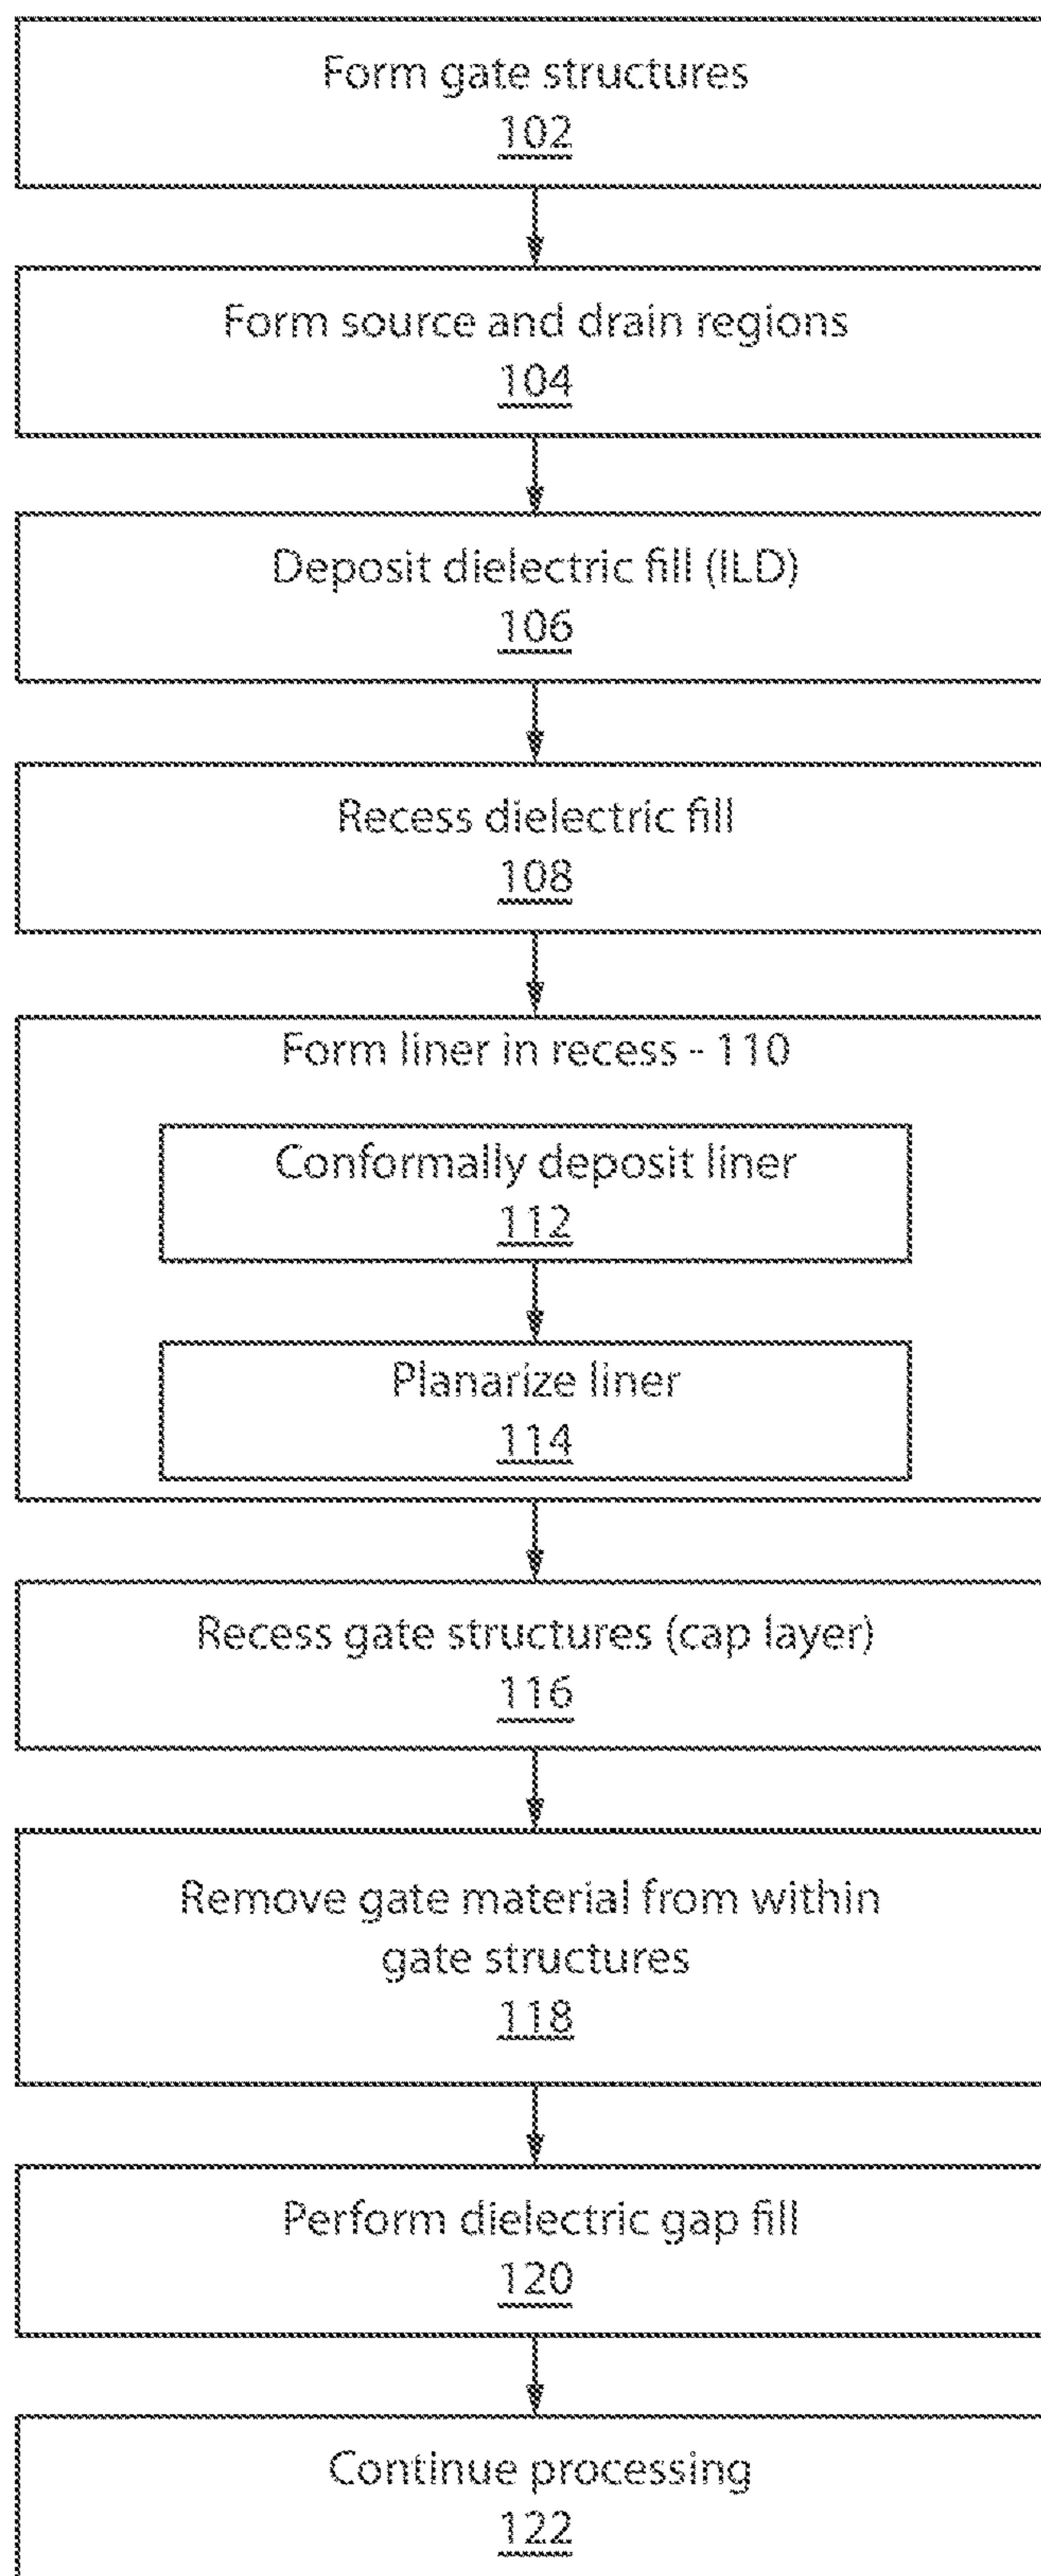 Form gate structures
102
Form source and drain regions
104
Deposit dielectric fill (ILD)
106
Recess dielectric fill
108
Form liner in recess - 110
Conformally deposit liner
112
Planarize liner
114
Recess gate structures (cap layer)
116
Remove gate material from within
gate structures
118
Perform dielectric gap fill
120
Continue processing
122